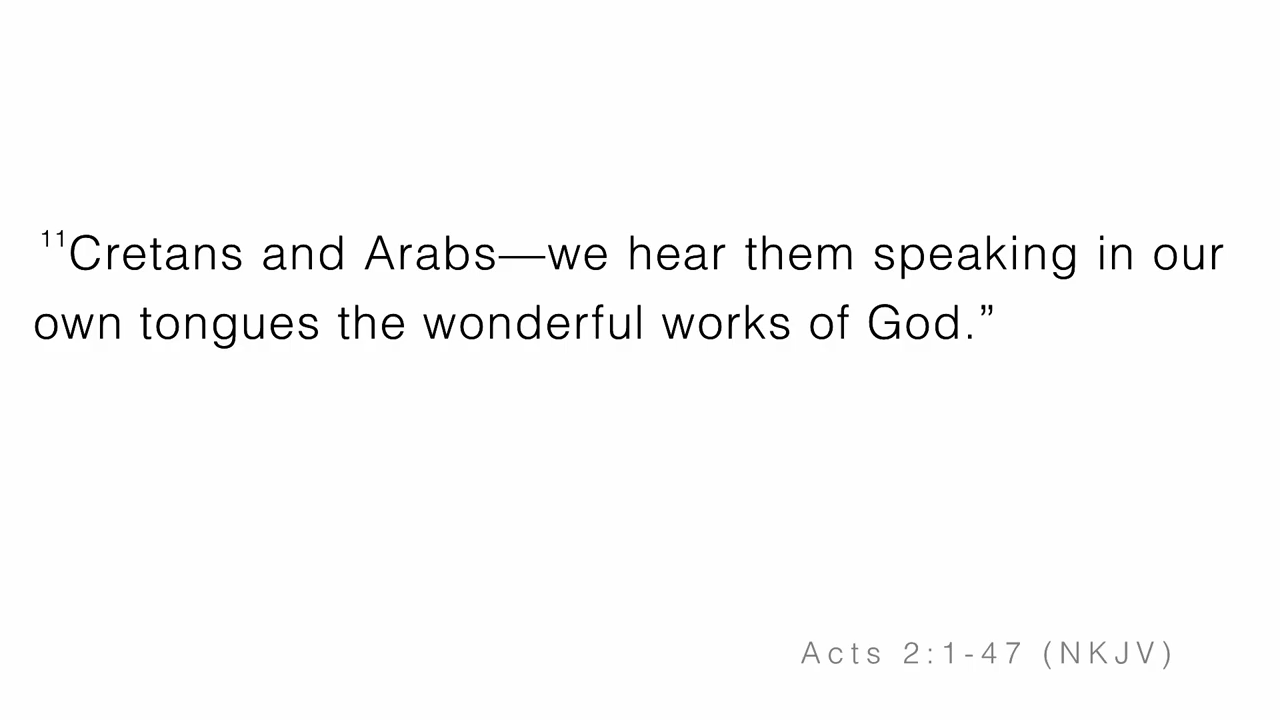 ¹¹Cretans and Arabs—we hear them speaking in our
own tongues the wonderful works of God.”
Acts 2:1-47 (NKJV)